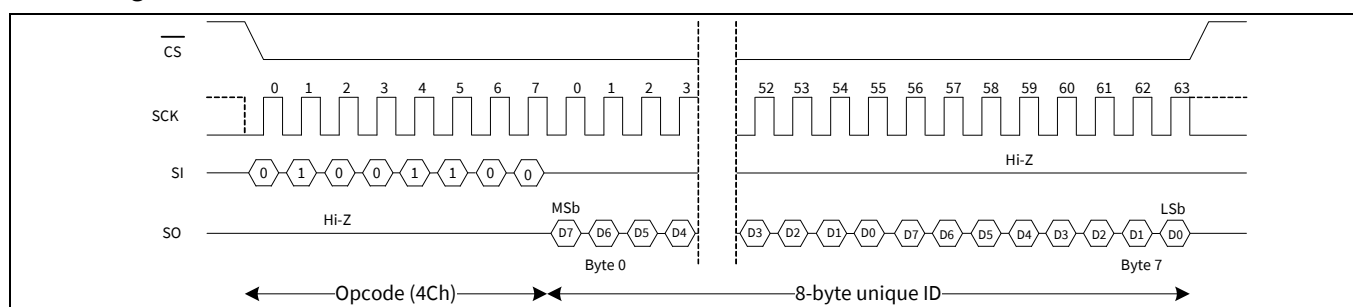 CS
0 1 2 3 4 5 6 7 0 1 2 3 52 53 54 55 56 57 58 59 60 61 62 63
SCK
Hi-Z
SI 0 1 0 0 1 1 0 0
MSb LSb
Hi-Z
SO D7 D6 D5 D4 D3 D2 D1 D0 D7 D6 D5 D4 D3 D2 D1 D0
Byte 0 Byte 7
Opcode (4Ch) 8-byte unique ID